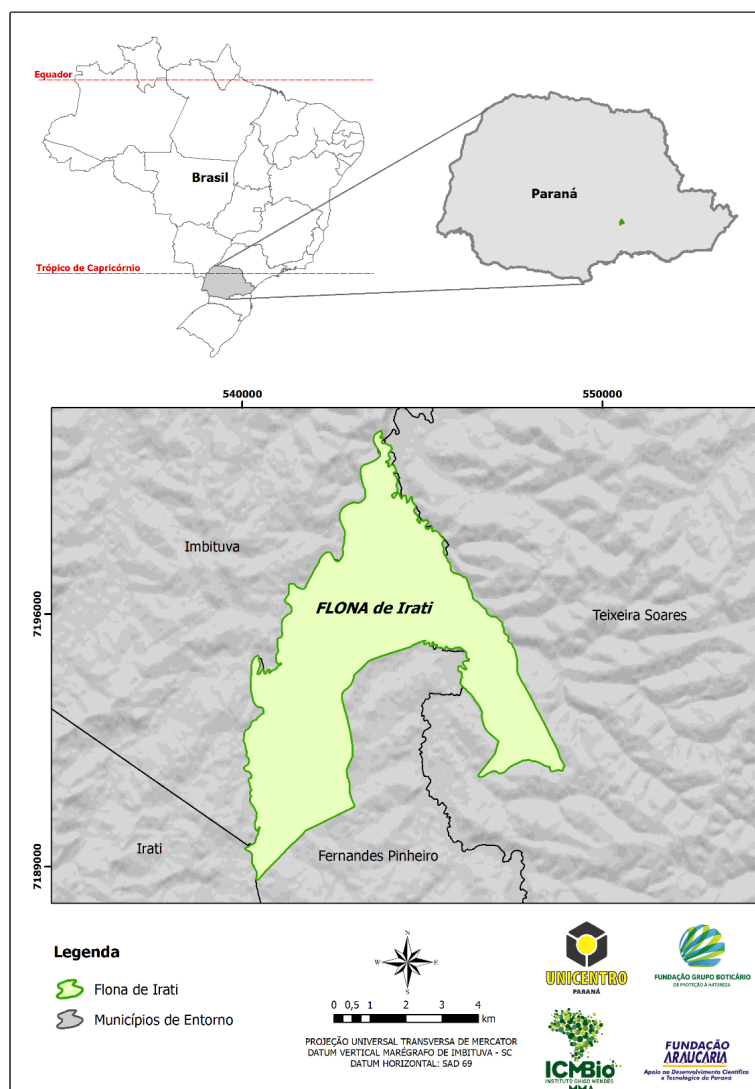 Equador
Brasil
Paraná
Trópico de Capricórnio
540000
550000
Imbituva
FLONA de Irati
Teixeira Soares
7196000
Irati
Fernandes Pinheiro
7189000
Legenda
Flona de Irati
Municípios de Entorno
N
W
E
S
0 0,5 1 2 3 4
km
PROJEÇÃO UNIVERSAL TRANSVERSA DE MERCATOR
DATUM VERTICAL MARÉGRAFO DE IMBITUVA - SC
DATUM HORIZONTAL: SAD 69
UNICENTRO
PARANÁ
FUNDAÇÃO GRUPO BOTICÁRIO
DE PROTEÇÃO À NATUREZA
ICMBio
INSTITUTO CHICO MENDES
MMA
FUNDAÇÃO
ARAUCÁRIA
Apoio ao Desenvolvimento Científico
e Tecnológico do Paraná